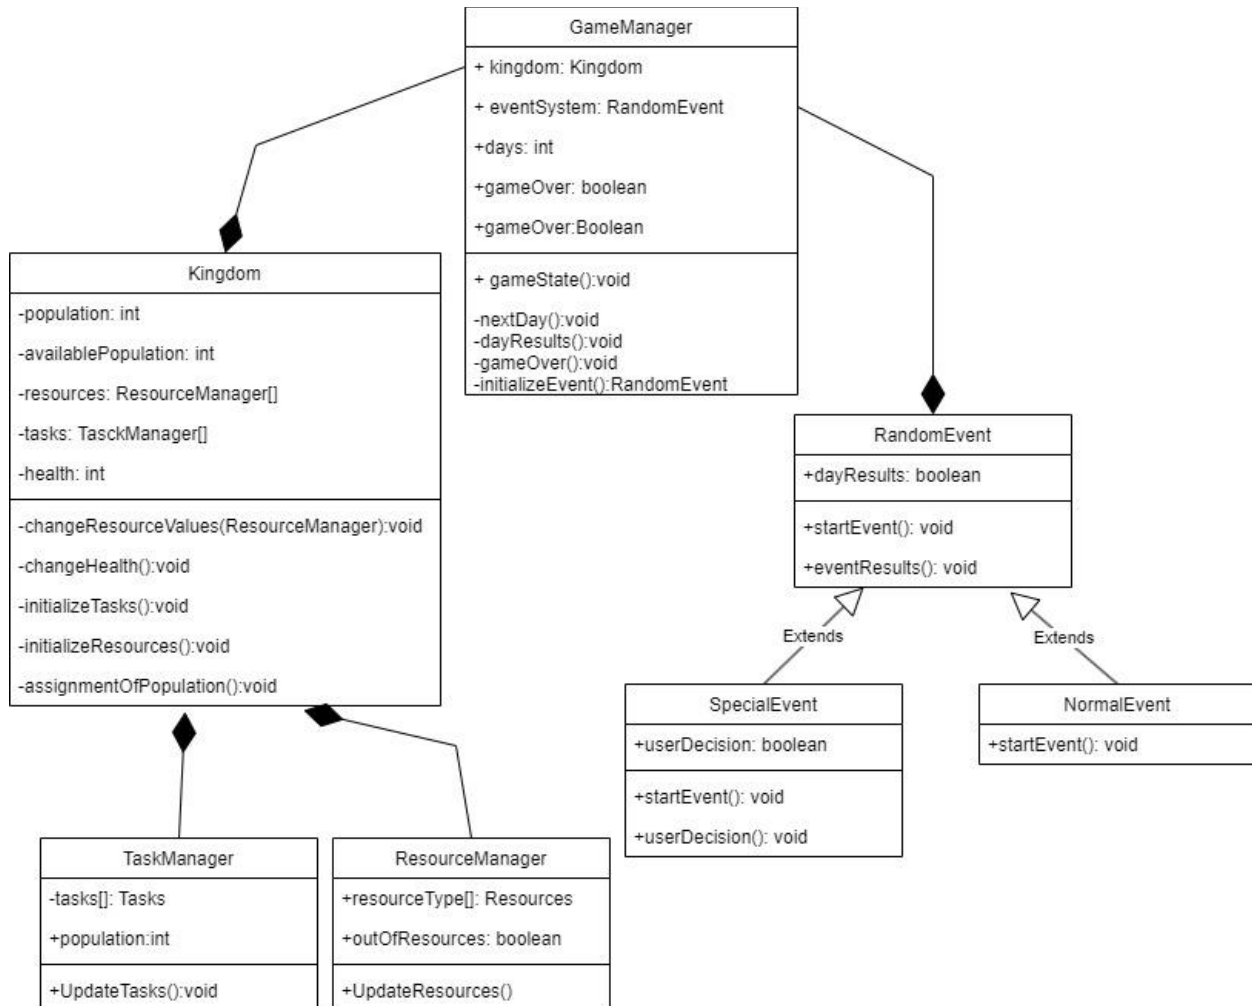 GameManager
+ kingdom: Kingdom
+ eventSystem: RandomEvent
+days: int
+gameOver: boolean
+gameOver:Boolean
+ gameState():void
-nextDay():void
-dayResults():void
-gameOver():void
-initializeEvent():RandomEvent
Kingdom
-population: int
-availablePopulation: int
-resources: ResourceManager[]
-tasks: TasckManager[]
-health: int
-changeResourceValues(ResourceManager):void
-changeHealth():void
-initializeTasks():void
-initializeResources():void
-assignmentOfPopulation():void
RandomEvent
+dayResults: boolean
+startEvent(): void
+eventResults(): void
Extends
Extends
SpecialEvent
+userDecision: boolean
+startEvent(): void
+userDecision(): void
NormalEvent
+startEvent(): void
TaskManager
-tasks[]: Tasks
+population:int
+UpdateTasks():void
ResourceManager
+resourceType[]: Resources
+outOfResources: boolean
+UpdateResources()